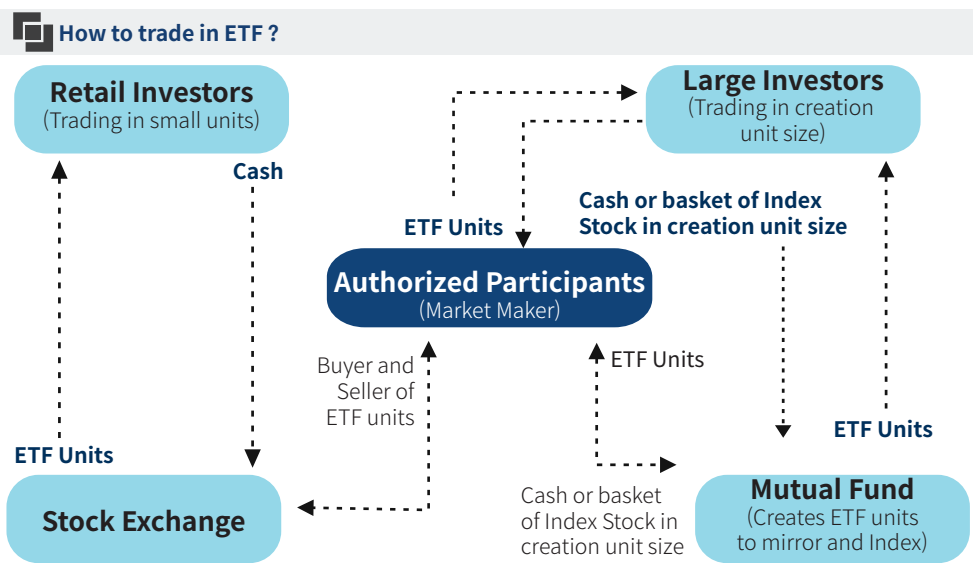 How to trade in ETF ?
Retail Investors
(Trading in small units)
Large Investors
(Trading in creation
unit size)
Cash
Cash or basket of Index
Stock in creation unit size
ETF Units
Authorized Participants
(Market Maker)
Buyer and
Seller of
ETF units
ETF Units
ETF Units
ETF Units
Stock Exchange
Cash or basket
of Index Stock in
creation unit size
Mutual Fund
(Creates ETF units
to mirror and Index)